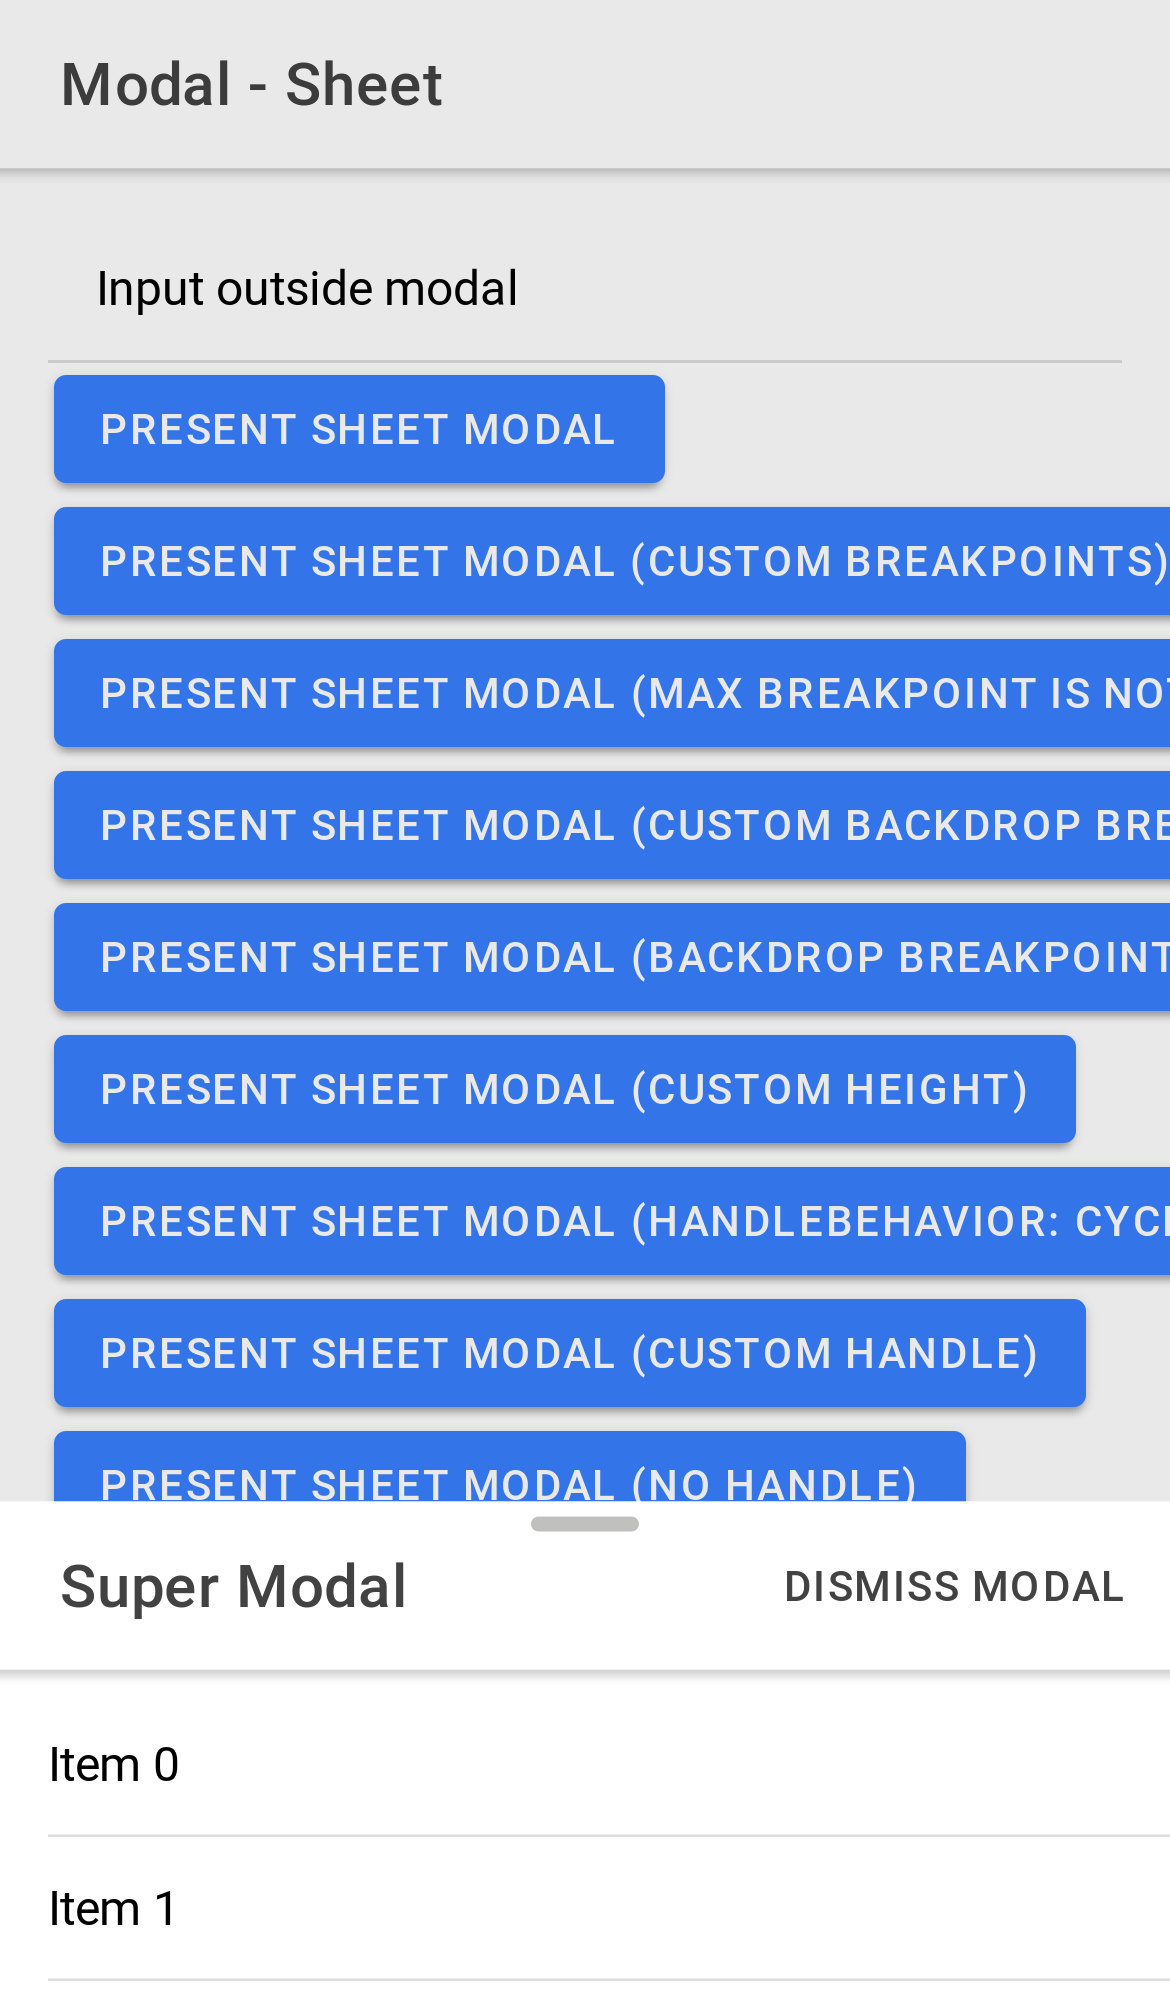 Modal - Sheet
Input outside modal
PRESENT SHEET MODAL
PRESENT SHEET MODAL (CUSTOM BREAKPOINTS)
PRESENT SHEET MODAL (MAX BREAKPOINT IS NOT
PRESENT SHEET MODAL (CUSTOM BACKDROP BRE
PRESENT SHEET MODAL (BACKDROP BREAKPOINT
PRESENT SHEET MODAL (CUSTOM HEIGHT)
PRESENT SHEET MODAL (HANDLEBEHAVIOR: CYCL
PRESENT SHEET MODAL (CUSTOM HANDLE)
PRESENT SHEET MODAL (NO HANDLE)
Super Modal
DISMISS MODAL
Item 0
Item 1